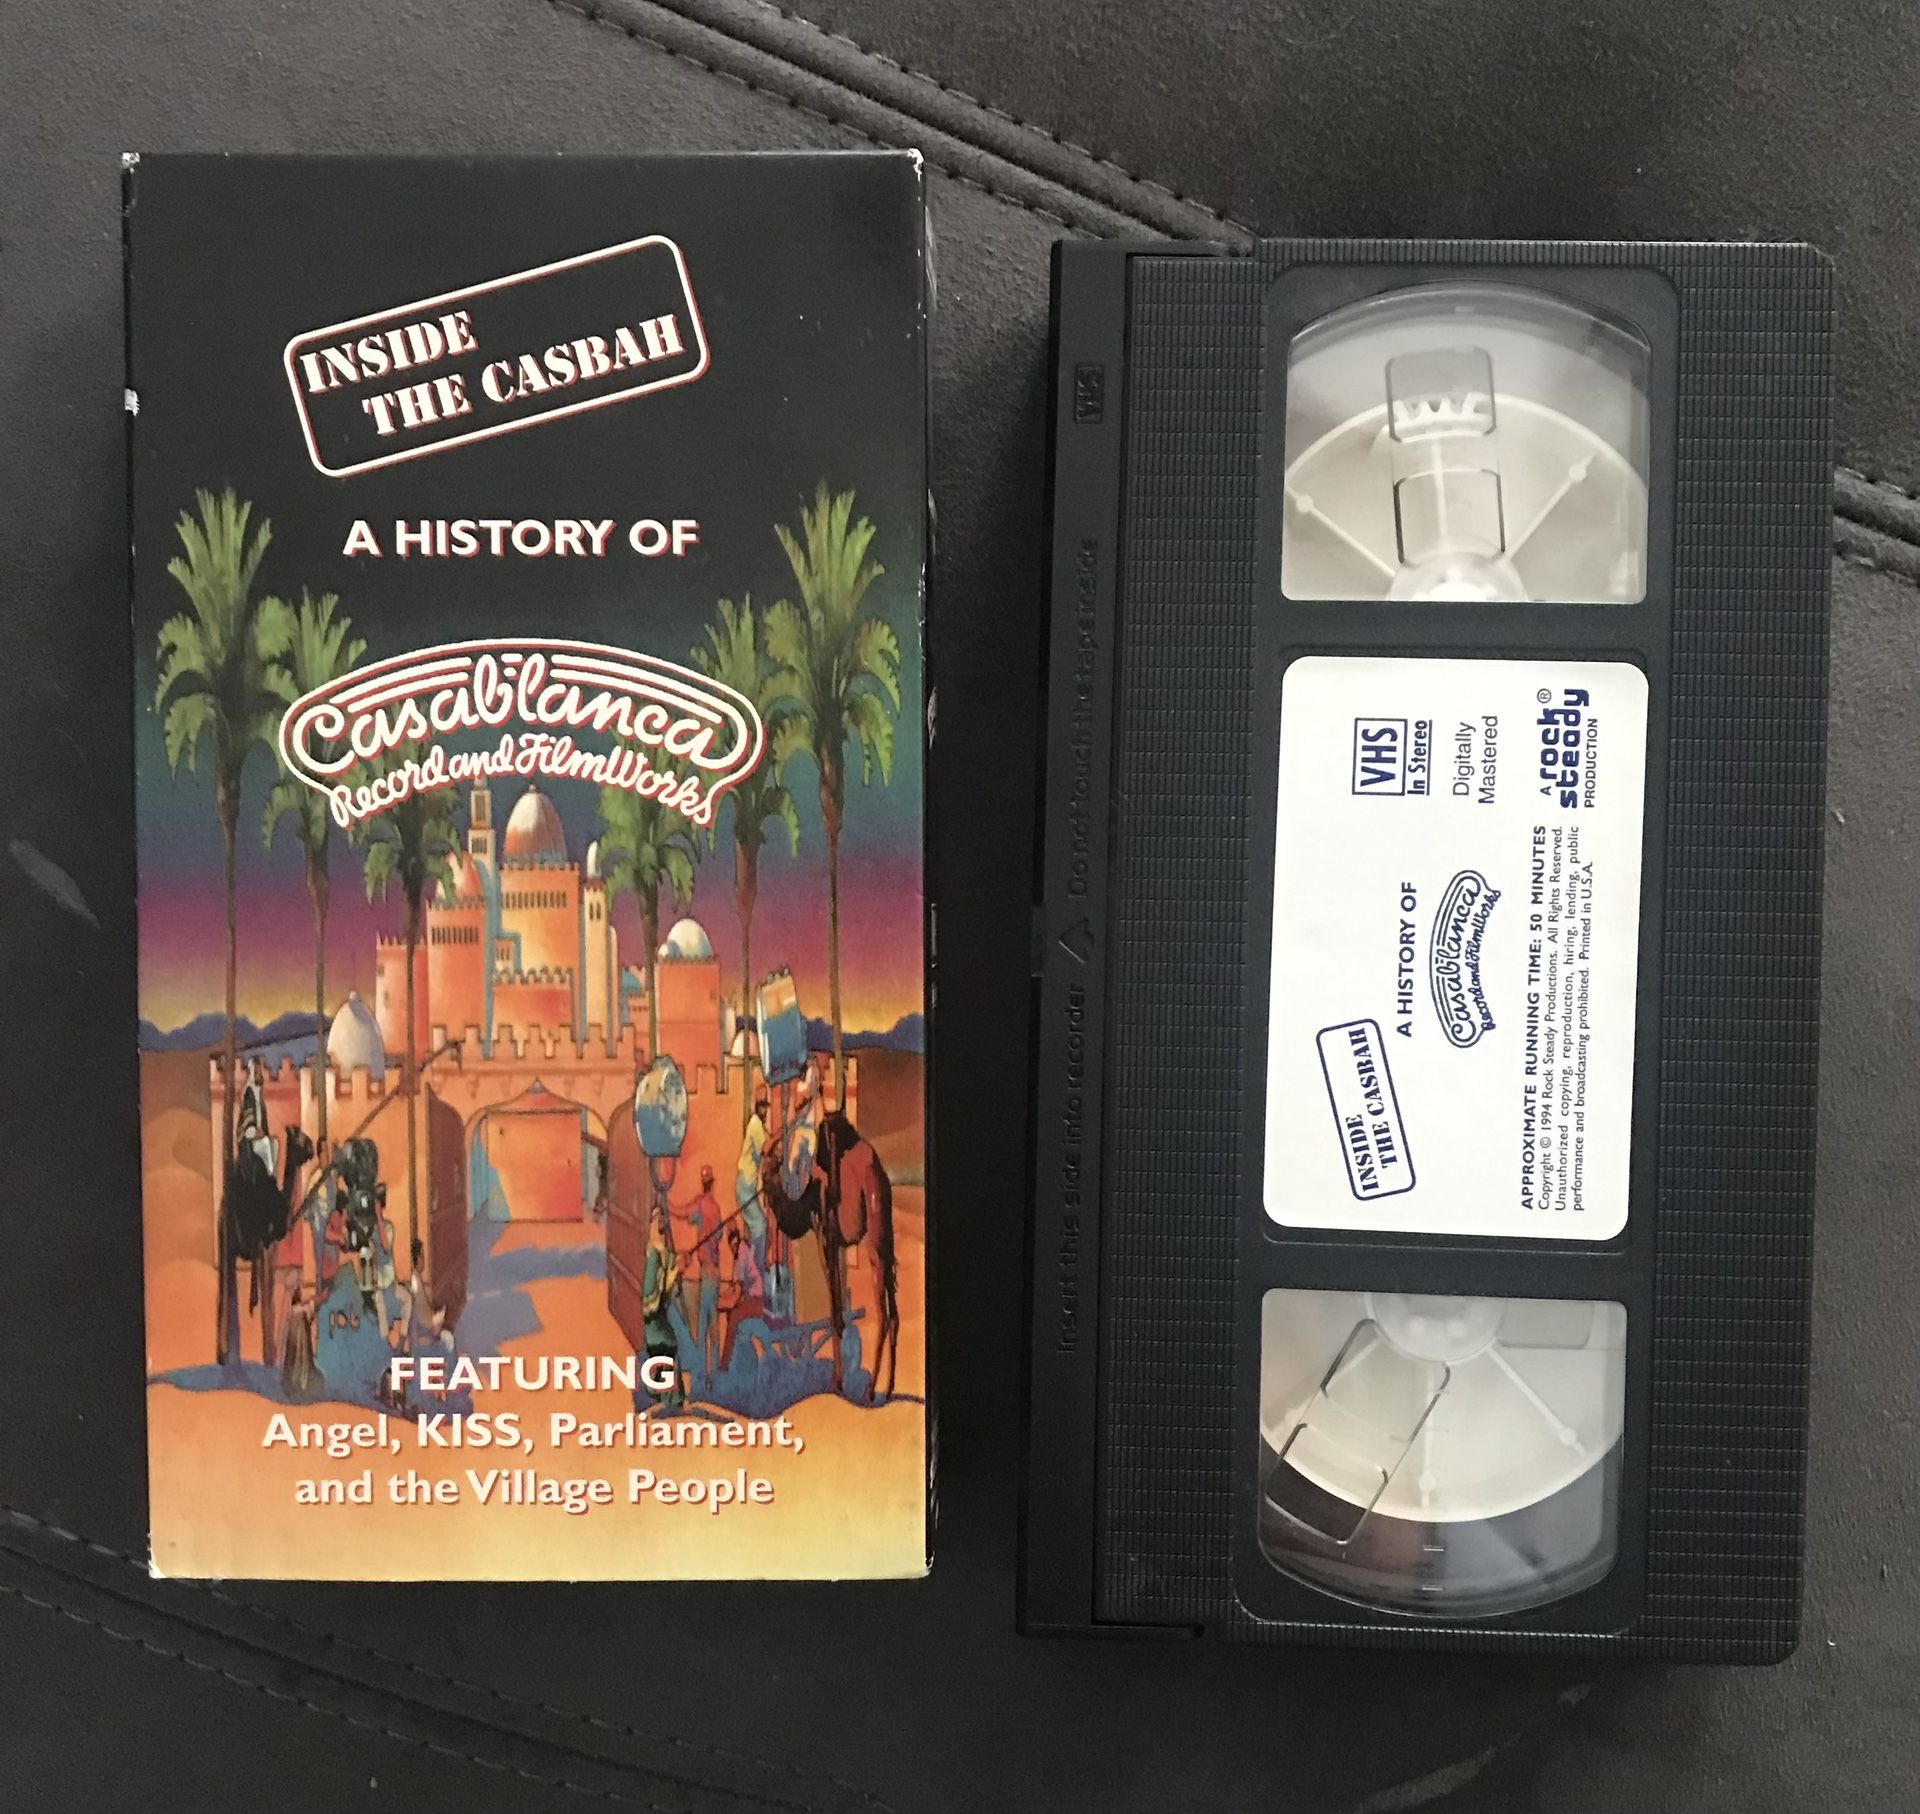 INSIDE
THE CASBAH
A HISTORY OF
Casablanca
Record and FilmWorks
FEATURING
Angel, KISS, Parliament,
and the Village People
VHS
Insert this side into recorder
Do not touch the tape inside
INSIDE
THE CASBAH
A HISTORY OF
Casablanca
Record and FilmWorks
VHS
In Stereo
Digitally
Mastered
APPROXIMATE RUNNING TIME: 50 MINUTES
Copyright © 1994 Rock Steady Productions. All Rights Reserved.
Unauthorized copying, reproduction, hiring, lending, public
performance and broadcasting prohibited. Printed in U.S.A.
A rock®
steady
PRODUCTION